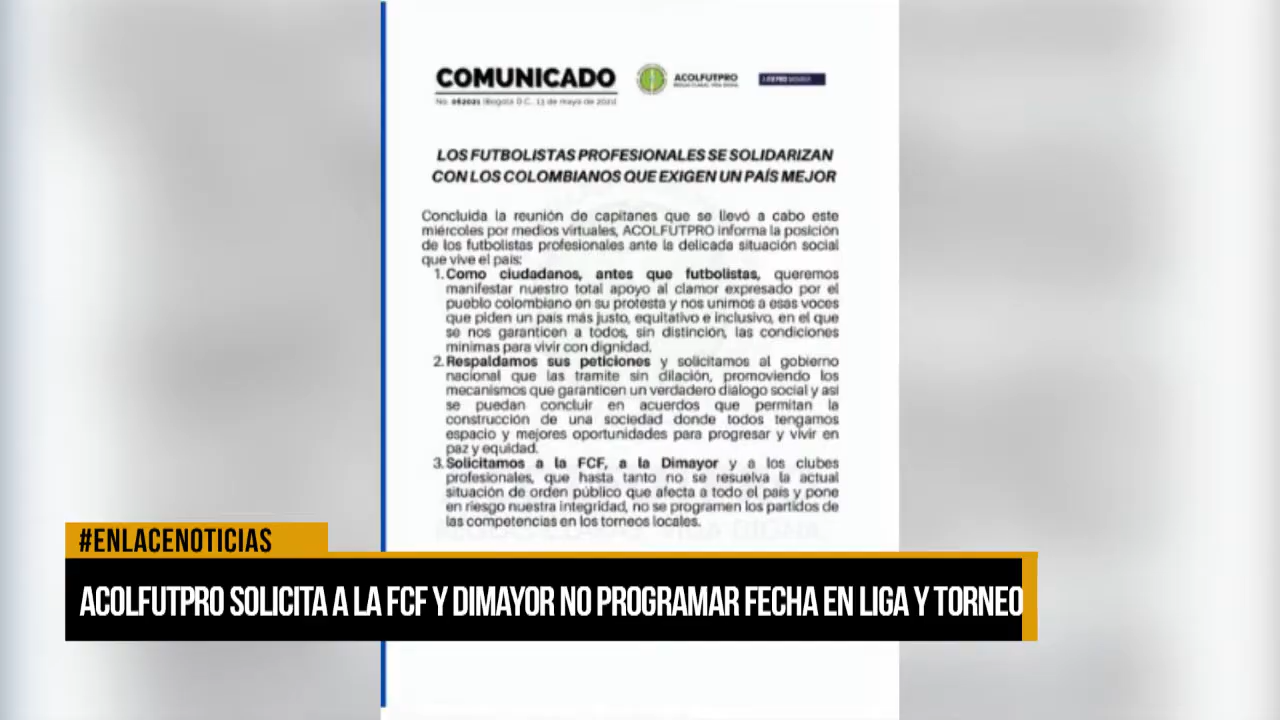 COMUNICADO
ACOLFUTPRO
No. 062021 (Bogotá D.C., 13 de mayo de 2021)
LOS FUTBOLISTAS PROFESIONALES SE SOLIDARIZAN
CON LOS COLOMBIANOS QUE EXIGEN UN PAÍS MEJOR
Concluida la reunión de capitanes que se llevó a cabo este
miércoles por medios virtuales, ACOLFUTPRO informa la posición
de los futbolistas profesionales ante la delicada situación social
que vive el país:
1. Como ciudadanos, antes que futbolistas, queremos
manifestar nuestro total apoyo al clamor expresado por el
pueblo colombiano en su protesta y nos unimos a esas voces
que piden un país más justo, equitativo e inclusivo, en el que
se nos garanticen a todos, sin distinción, las condiciones
mínimas para vivir con dignidad.
2. Respaldamos sus peticiones y solicitamos al gobierno
nacional que las tramite sin dilación, promoviendo los
mecanismos que garanticen un verdadero diálogo social y así
se puedan concluir en acuerdos que permitan la
construcción de una sociedad donde todos tengamos
espacio y mejores oportunidades para progresar y vivir en
paz y equidad.
3. Solicitamos a la FCF, a la Dimayor y a los clubes
profesionales, que hasta tanto no se resuelva la actual
situación de orden público que afecta a todo el país y pone
en riesgo nuestra integridad, no se programen los partidos de
las competencias en los torneos locales.
#ENLACENOTICIAS
ACOLFUTPRO SOLICITA A LA FCF Y DIMAYOR NO PROGRAMAR FECHA EN LIGA Y TORNEO